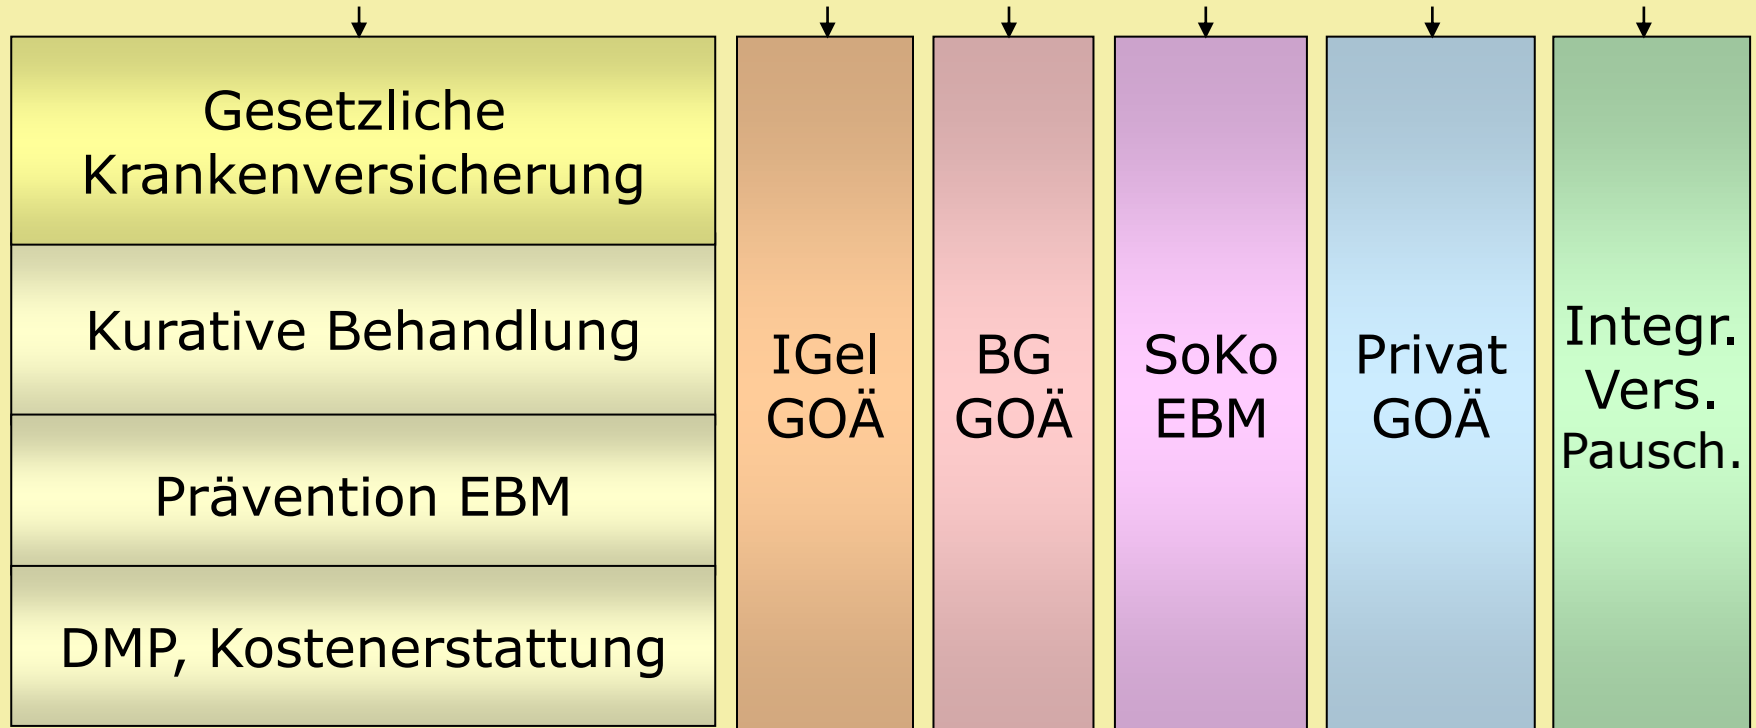 Gesetzliche
Krankenversicherung
Kurative Behandlung
Prävention EBM
DMP, Kostenerstattung
IGel
GOÄ
BG
GOÄ
SoKo
EBM
Privat
GOÄ
Integr.
Vers.
Pausch.